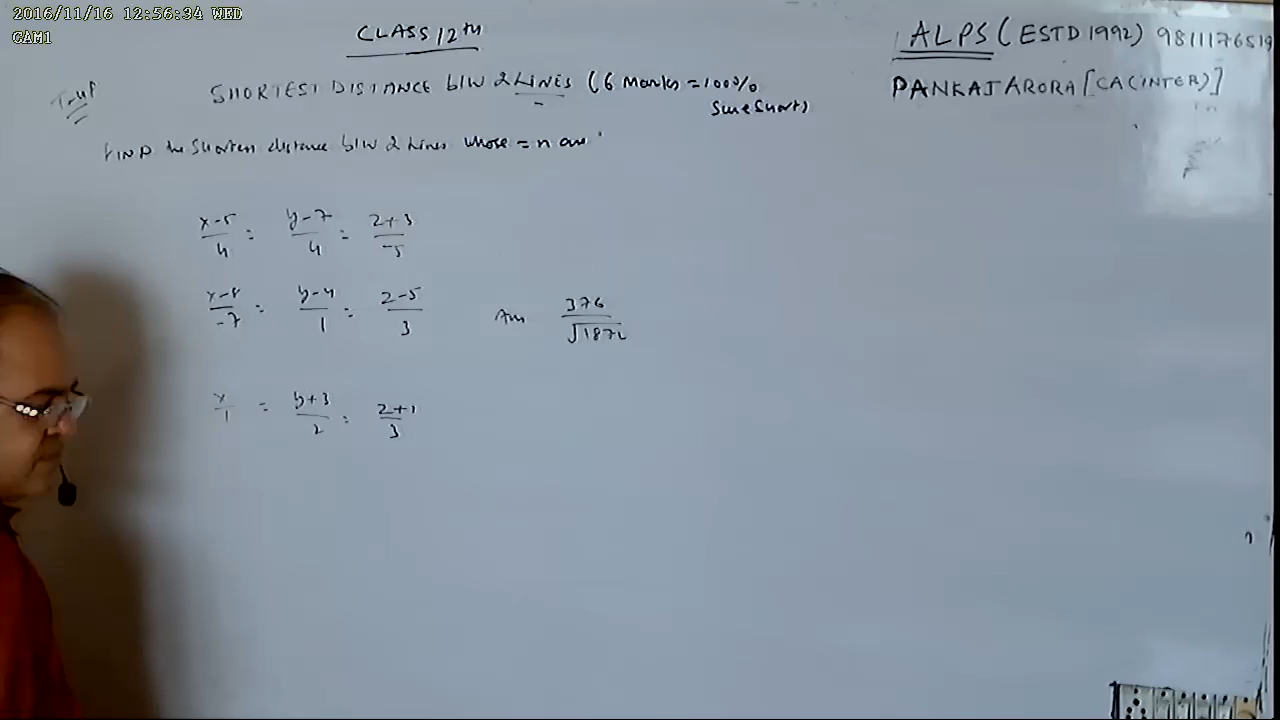 2016/11/16 12:56:34 WED
CAM1
CLASS 12th
ALPS (ESTD 1992) 9811176519
PANKAJ ARORA [CA (INTER)]
SHORTEST DISTANCE B/W 2 LINES (6 Marks = 100%
Sure Short)
FIND the Shortest distance b/w 2 lines whose = n are
x-5/4 = y-7/4 = z+3/-5
x-8/-7 = y-4/1 = z-5/3
Ans 376/√1872
x/1 = y+3/2 = z+1/3